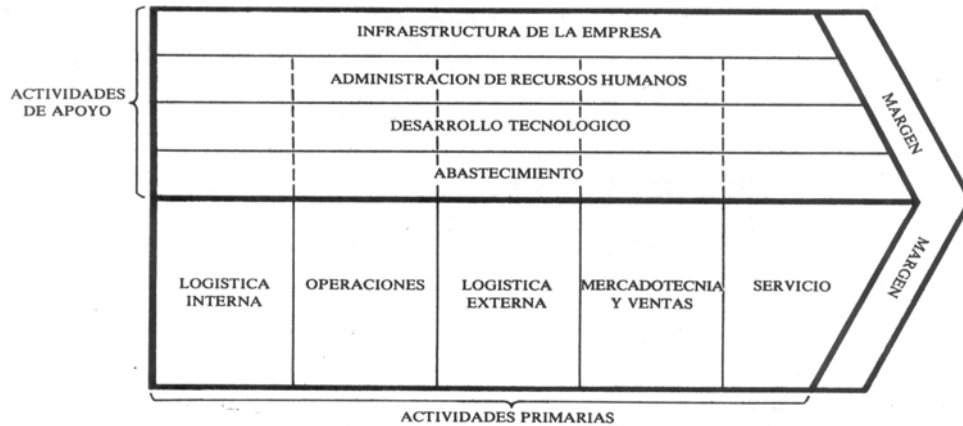 INFRAESTRUCTURA DE LA EMPRESA
ADMINISTRACION DE RECURSOS HUMANOS
ACTIVIDADES
DE APOYO
DESARROLLO TECNOLOGICO
ABASTECIMIENTO
MARGEN
LOGISTICA
INTERNA
OPERACIONES
LOGISTICA
EXTERNA
MERCADOTECNIA
Y VENTAS
SERVICIO
MARGEN
ACTIVIDADES PRIMARIAS